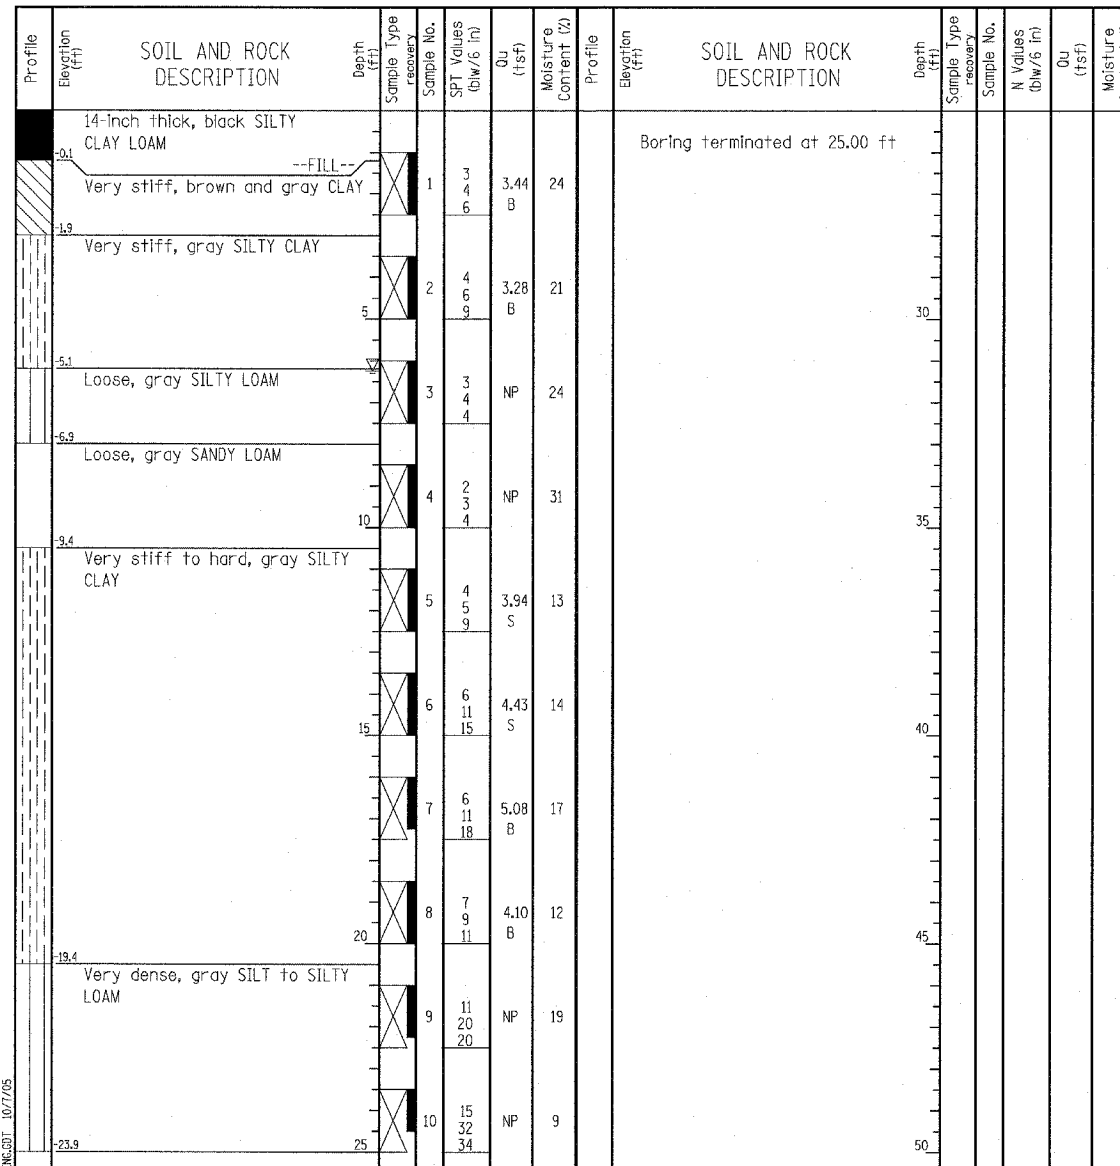 Profile
Elevation (ft)
SOIL AND ROCK
DESCRIPTION
Depth (ft)
Sample Type
recovery
Sample No.
SPT Values
(blw/6 in)
Qu
(tsf)
Moisture
Content (%)
Profile
Elevation (ft)
SOIL AND ROCK
DESCRIPTION
Depth (ft)
Sample Type
recovery
Sample No.
N Values
(blw/6 in)
Qu
(tsf)
Moisture
14-inch thick, black SILTY
CLAY LOAM
-0.1
--FILL--
Very stiff, brown and gray CLAY
1
3
4
6
3.44
B
24
-1.9
Very stiff, gray SILTY CLAY
2
4
6
9
3.28
B
21
5
-5.1
Loose, gray SILTY LOAM
3
3
4
4
NP
24
-6.9
Loose, gray SANDY LOAM
4
2
3
4
NP
31
10
-9.4
Very stiff to hard, gray SILTY
CLAY
5
4
5
9
3.94
S
13
6
6
11
15
4.43
S
14
15
7
6
11
18
5.08
B
17
8
7
9
11
4.10
B
12
20
-19.4
Very dense, gray SILT to SILTY
LOAM
9
11
20
20
NP
19
10
15
32
34
NP
9
-23.9
25
Boring terminated at 25.00 ft
30
35
40
45
50
ENG.GDT 10/7/05